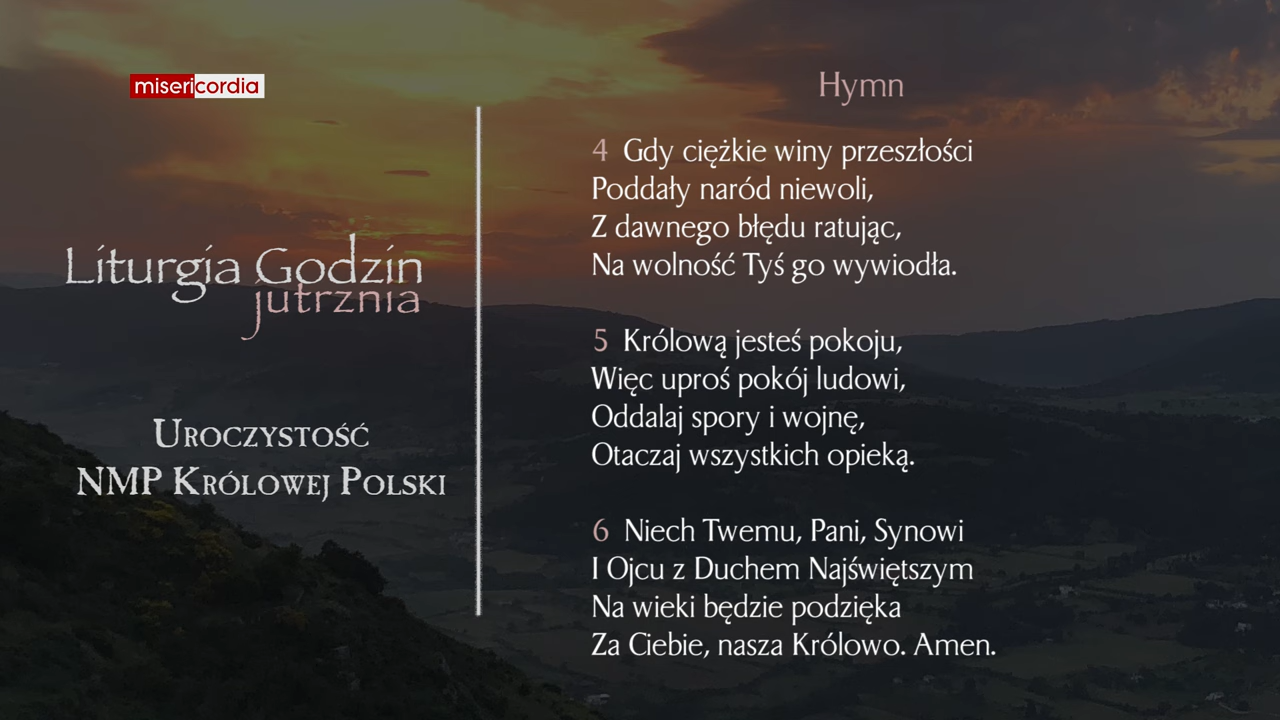 misericordia
Liturgia Godzin
jutrznia
Uroczystość
NMP Królowej Polski
Hymn
4 Gdy ciężkie winy przeszłości
Poddały naród niewoli,
Z dawnego błędu ratując,
Na wolność Tyś go wywiodła.
5 Królową jesteś pokoju,
Więc uproś pokój ludowi,
Oddalaj spory i wojnę,
Otaczaj wszystkich opieką.
6 Niech Twemu, Pani, Synowi
I Ojcu z Duchem Najświętszym
Na wieki będzie podzięka
Za Ciebie, nasza Królowo. Amen.